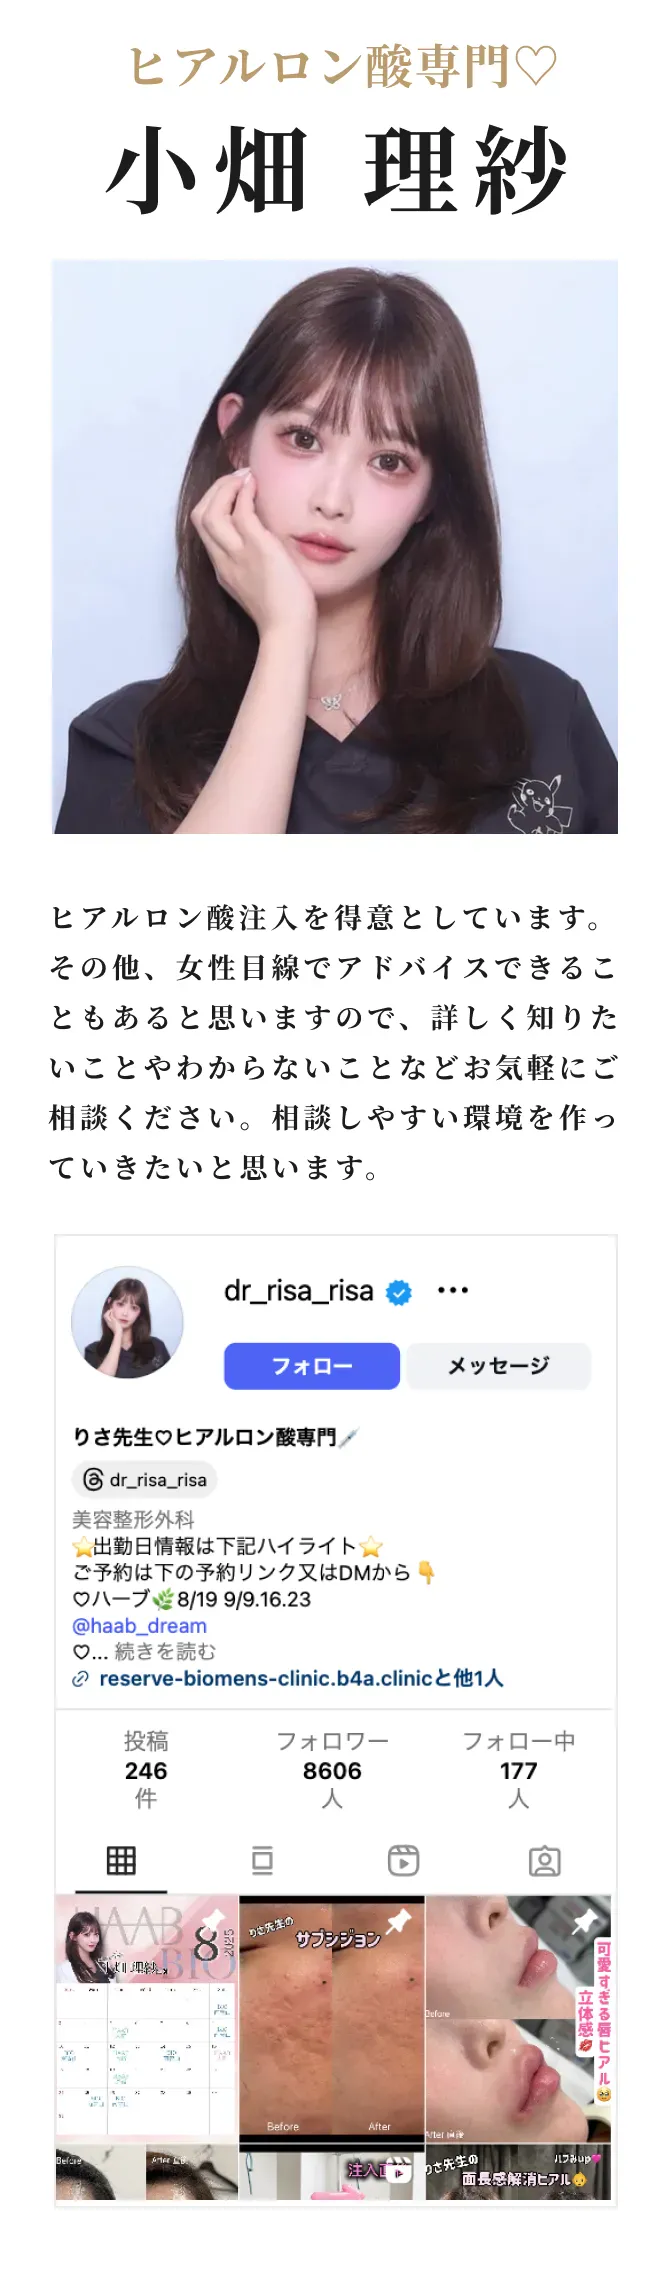 ヒアルロン酸専門♡
小畑 理紗
ヒアルロン酸注入を得意としています。
その他、女性目線でアドバイスできるこ
ともあると思いますので、詳しく知りた
いことやわからないことなどお気軽にご
相談ください。相談しやすい環境を作っ
ていきたいと思います。
dr_risa_risa
フォロー
メッセージ
りさ先生♡ヒアルロン酸専門💉
dr_risa_risa
美容整形外科
⭐出勤日情報は下記ハイライト⭐
ご予約は下の予約リンク又はDMから👇
♡ハーブ🌿8/19 9/9.16.23
@haab_dream
♡... 続きを読む
reserve-biomens-clinic.b4a.clinicと他1人
投稿 フォロワー フォロー中
246 8606 177
件 人 人
HAAB
BIO
小畑 理紗
8
2025
りさ先生の
サブシジョン
Before
After
可愛すぎる唇ヒアル🥹
立体感💋
Before
After 直後
Before
After 直後
りさ先生の
ハフみup
面長感解消ヒアル